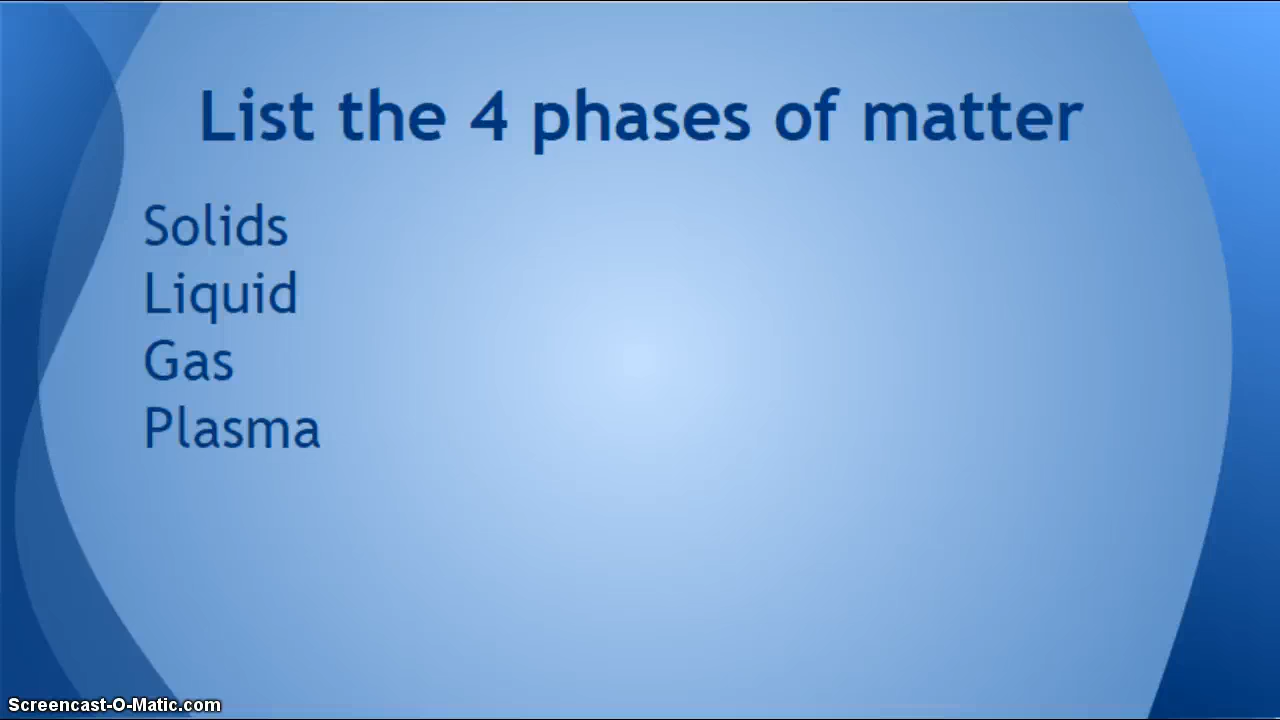 List the 4 phases of matter
Solids
Liquid
Gas
Plasma
Screencast-O-Matic.com